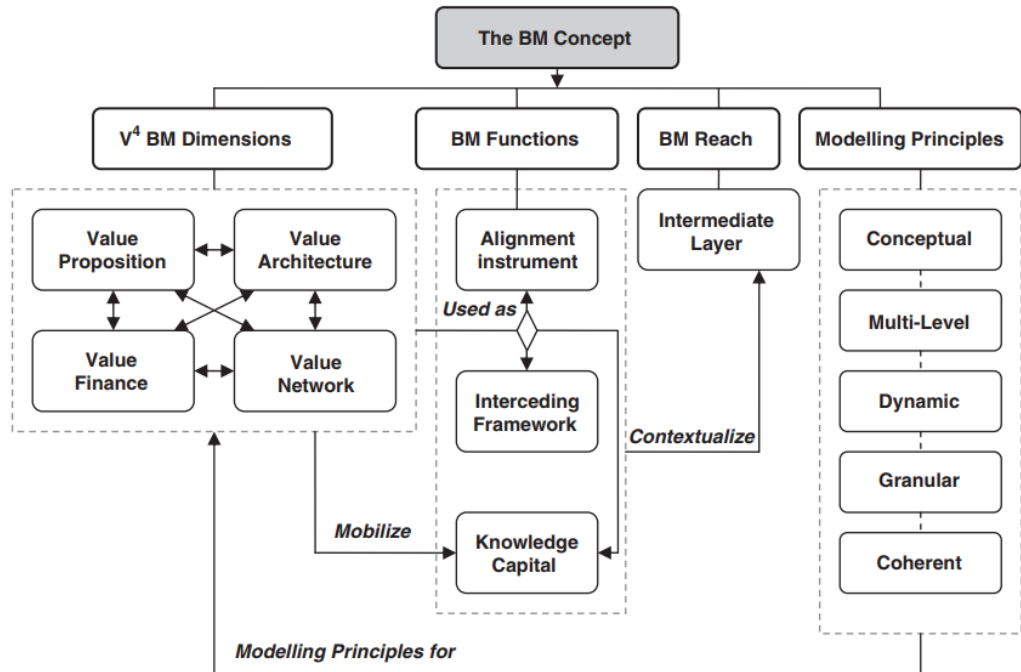 The BM Concept
V⁴ BM Dimensions
BM Functions
BM Reach
Modelling Principles
Value
Proposition
Value
Architecture
Value
Finance
Value
Network
Alignment
instrument
Used as
Interceding
Framework
Knowledge
Capital
Mobilize
Intermediate
Layer
Contextualize
Conceptual
Multi-Level
Dynamic
Granular
Coherent
Modelling Principles for